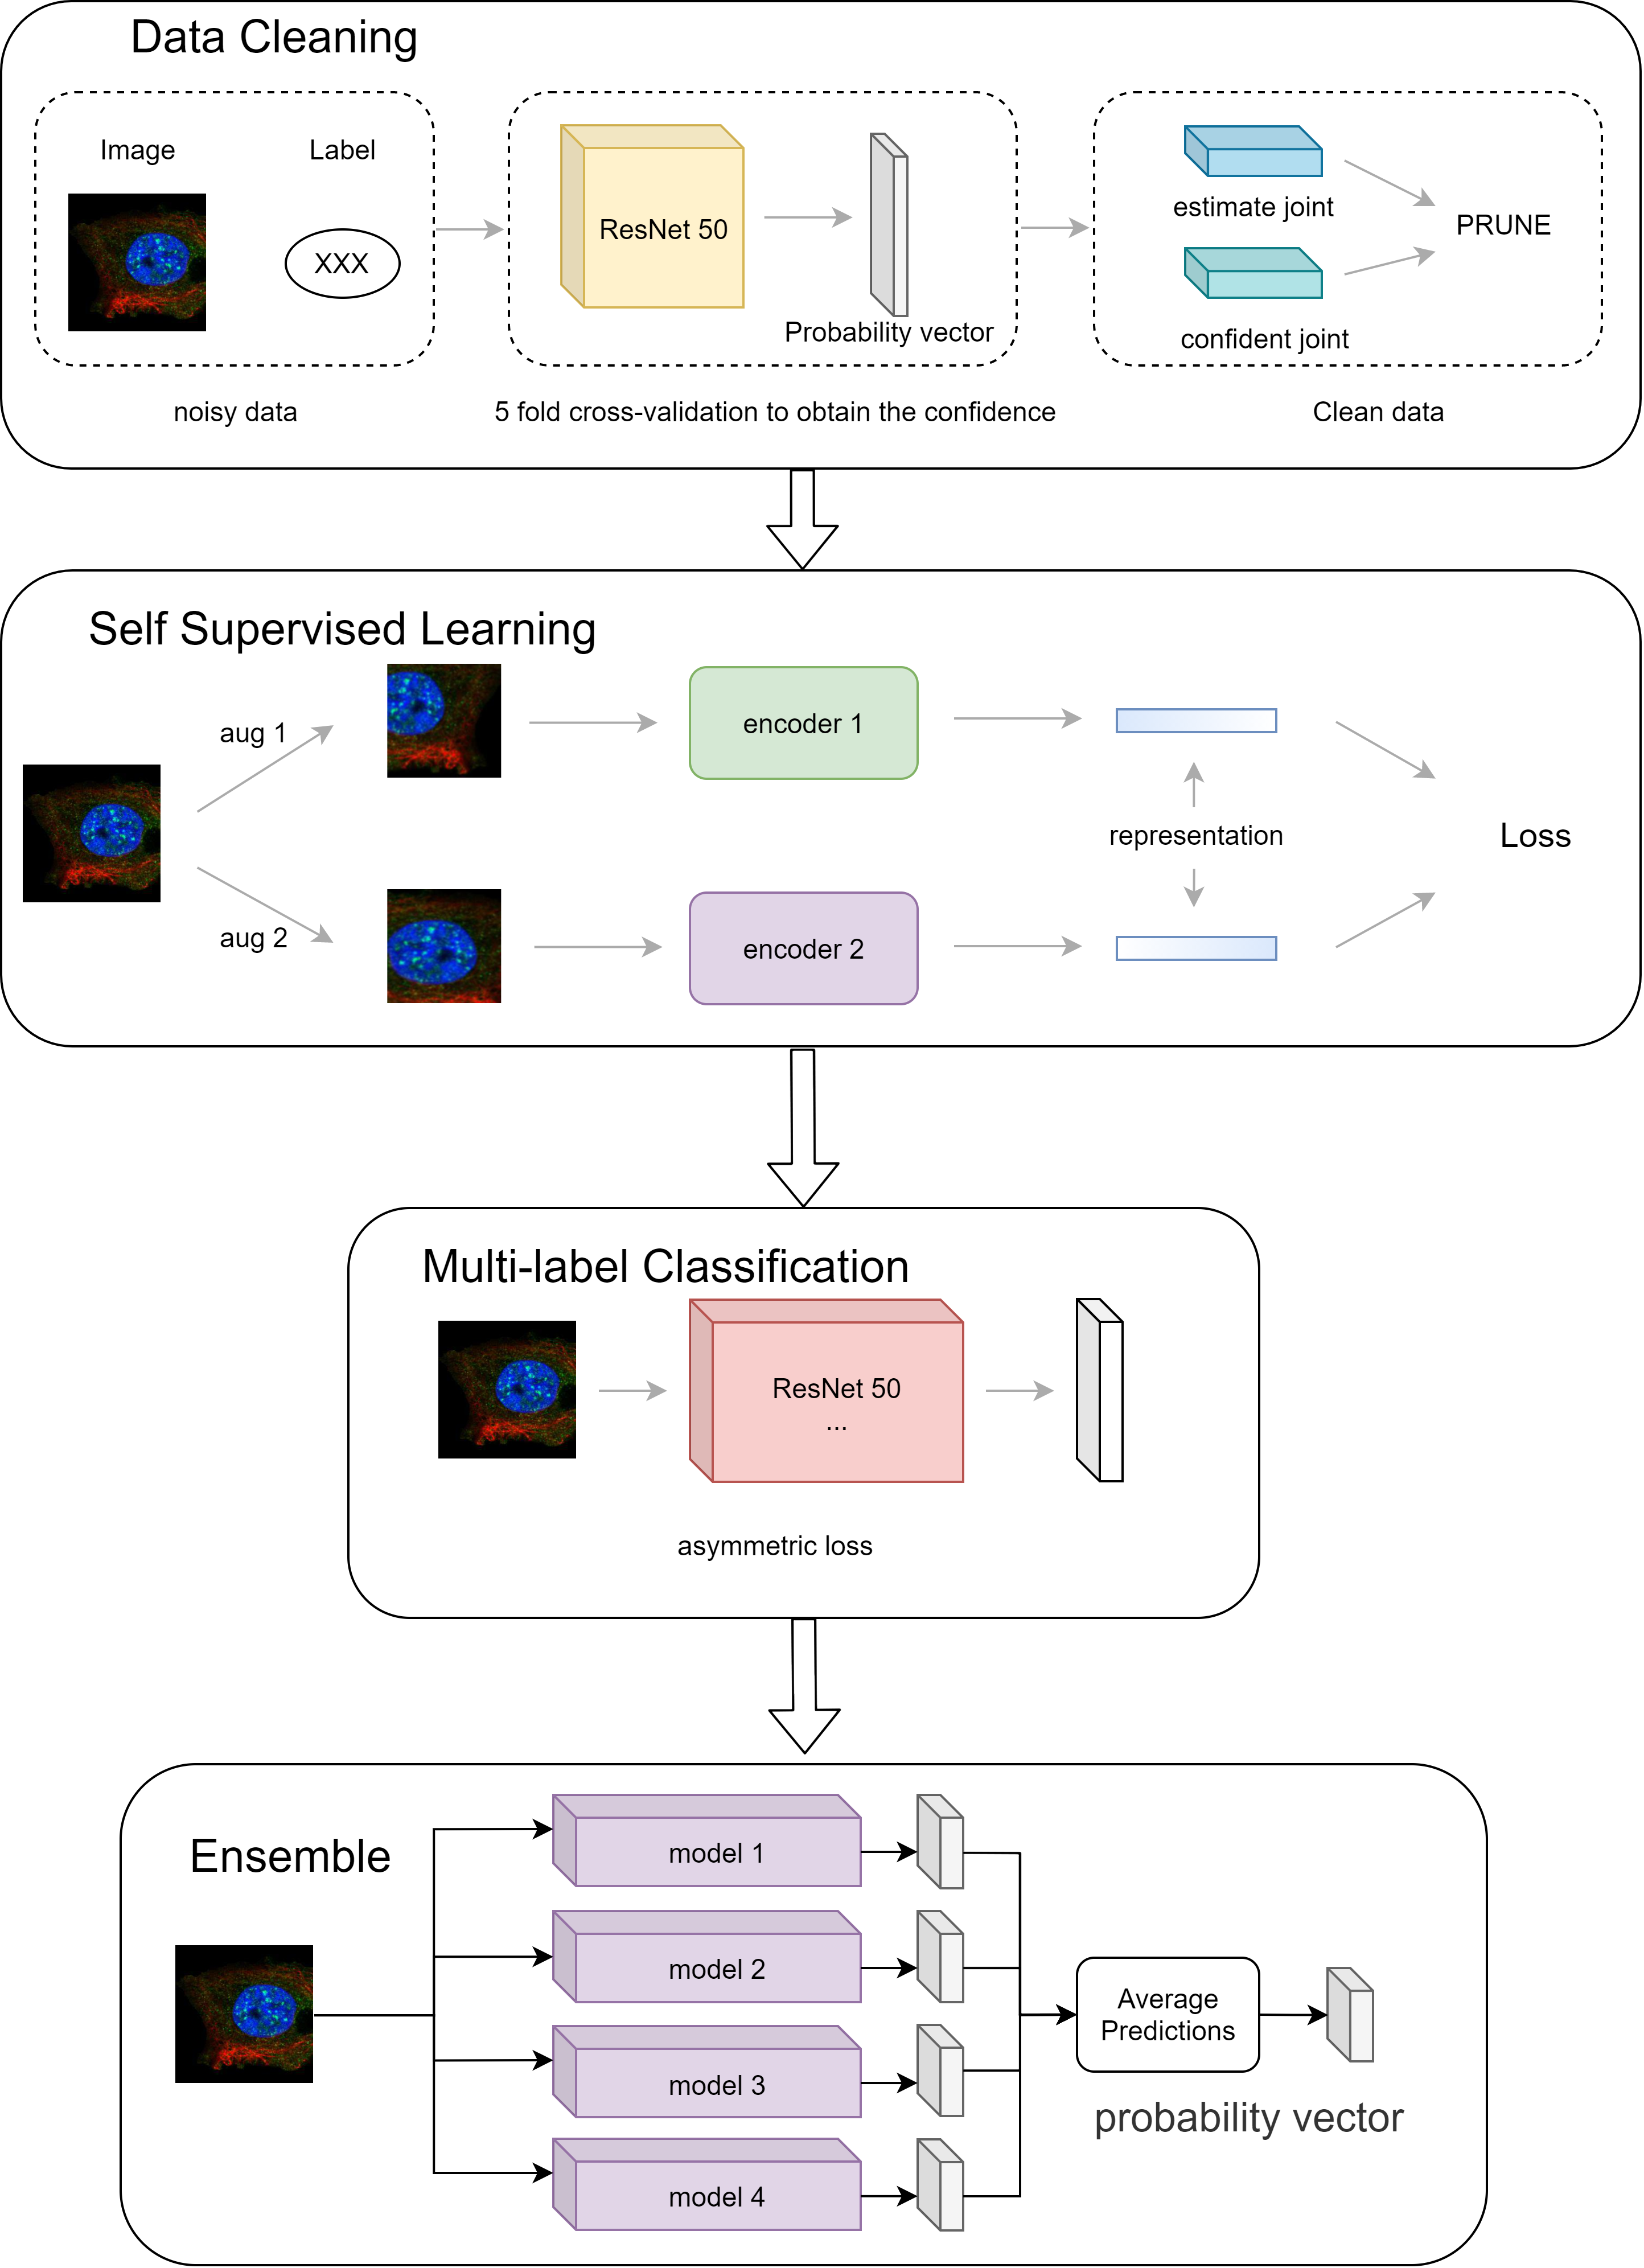 Data Cleaning
Image
Label
XXX
ResNet 50
Probability vector
estimate joint
confident joint
PRUNE
noisy data
5 fold cross-validation to obtain the confidence
Clean data
Self Supervised Learning
aug 1
encoder 1
representation
Loss
aug 2
encoder 2
Multi-label Classification
ResNet 50
...
asymmetric loss
Ensemble
model 1
model 2
model 3
model 4
Average
Predictions
probability vector